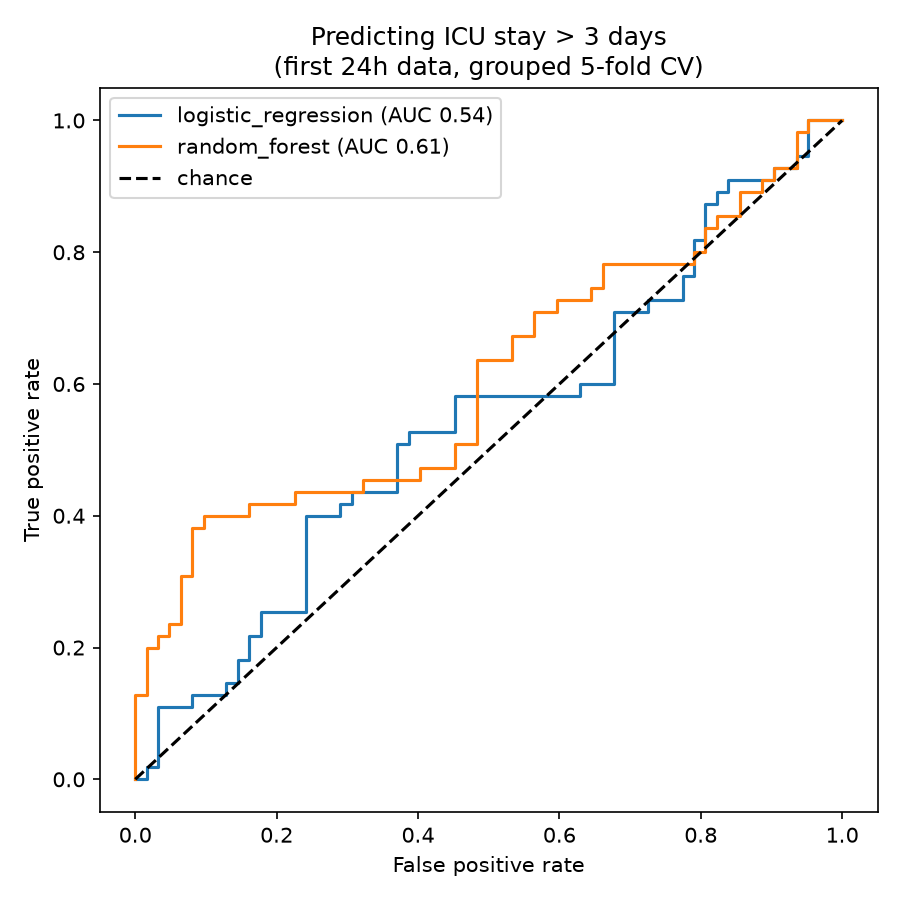 Predicting ICU stay > 3 days
(first 24h data, grouped 5-fold CV)
logistic_regression (AUC 0.54)
random_forest (AUC 0.61)
chance
1.0
0.8
0.6
0.4
0.2
0.0
True positive rate
0.0 0.2 0.4 0.6 0.8 1.0
False positive rate